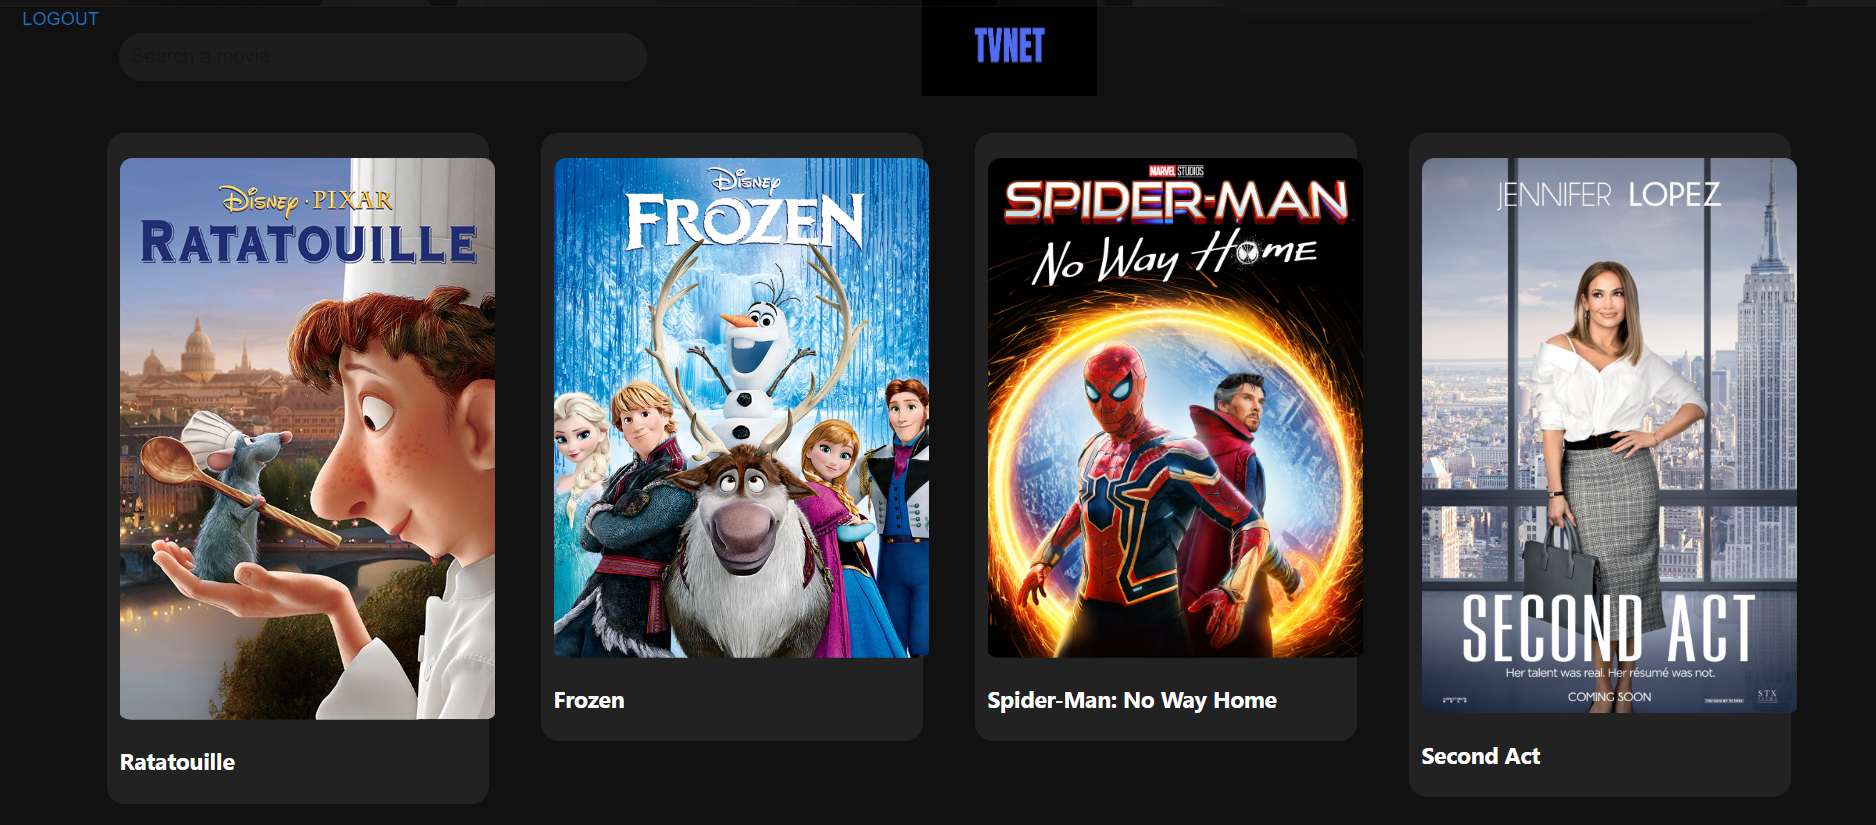 LOGOUT
Search a movie
TVNET
Disney · PIXAR
RATATOUILLE
Ratatouille
Disney
FROZEN
Frozen
MARVEL STUDIOS
SPIDER-MAN
No Way Home
Spider-Man: No Way Home
JENNIFER LOPEZ
SECOND ACT
Her talent was real. Her résumé was not.
COMING SOON
STX
Second Act